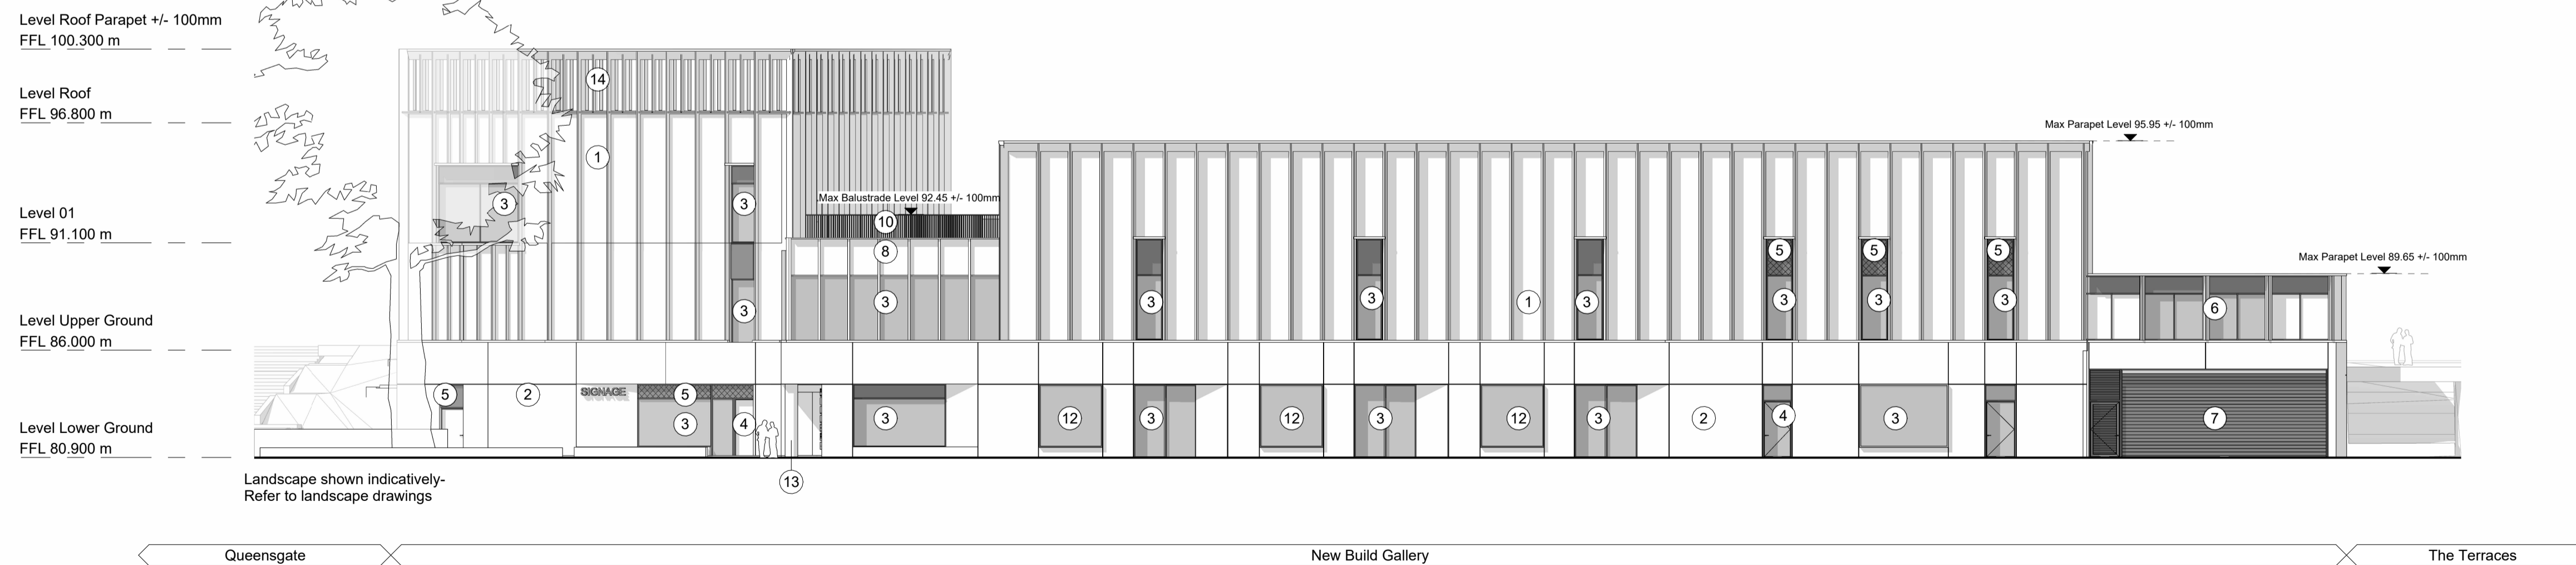 Level Roof Parapet +/- 100mm
FFL 100.300 m
Level Roof
FFL 96.800 m
Level 01
FFL 91.100 m
Level Upper Ground
FFL 86.000 m
Level Lower Ground
FFL 80.900 m
14
1
3
3
Max Balustrade Level 92.45 +/- 100mm
10
8
3
3
Max Parapet Level 95.95 +/- 100mm
5
5
5
3
3
1
3
3
3
3
Max Parapet Level 89.65 +/- 100mm
6
5
2
SIGNAGE
5
3
4
3
12
3
12
3
12
3
2
4
3
7
13
Landscape shown indicatively-
Refer to landscape drawings
Queensgate
New Build Gallery
The Terraces